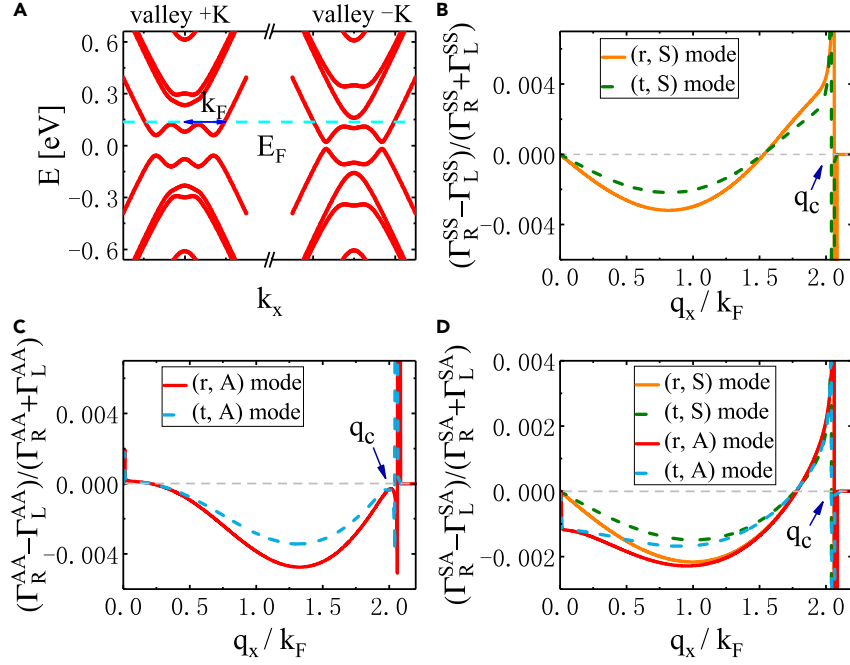 A
valley +K
valley −K
E [eV]
0.6
0.3
0.0
−0.3
−0.6
k_F
E_F
k_x
B
(Γ_R^SS−Γ_L^SS)/(Γ_R^SS+Γ_L^SS)
0.004
0.000
−0.004
(r, S) mode
(t, S) mode
q_c
0.0 0.5 1.0 1.5 2.0
q_x / k_F
C
(Γ_R^AA−Γ_L^AA)/(Γ_R^AA+Γ_L^AA)
0.004
0.000
−0.004
(r, A) mode
(t, A) mode
q_c
0.0 0.5 1.0 1.5 2.0
q_x / k_F
D
(Γ_R^SA−Γ_L^SA)/(Γ_R^SA+Γ_L^SA)
0.004
0.002
0.000
−0.002
(r, S) mode
(t, S) mode
(r, A) mode
(t, A) mode
q_c
0.0 0.5 1.0 1.5 2.0
q_x / k_F